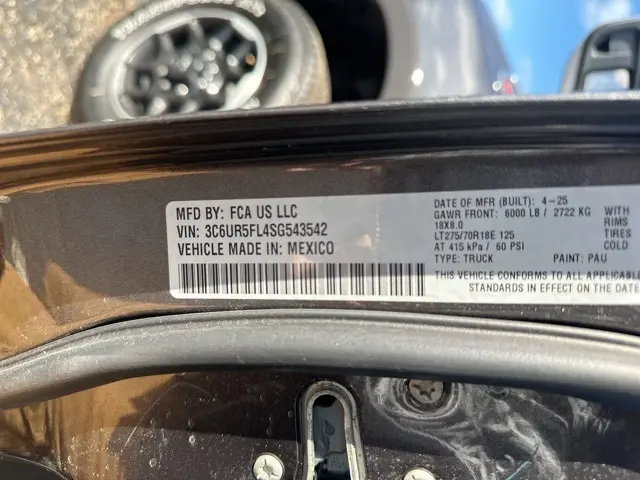 MFD BY: FCA US LLC
VIN: 3C6UR5FL4SG543542
VEHICLE MADE IN: MEXICO
DATE OF MFR (BUILT): 4-25
GAWR FRONT: 6000 LB / 2722 KG WITH
18X8.0 RIMS
LT275/70R18E 125 TIRES
AT 415 kPa / 60 PSI COLD
TYPE: TRUCK PAINT: PAU
THIS VEHICLE CONFORMS TO ALL APPLICABL
STANDARDS IN EFFECT ON THE DATE